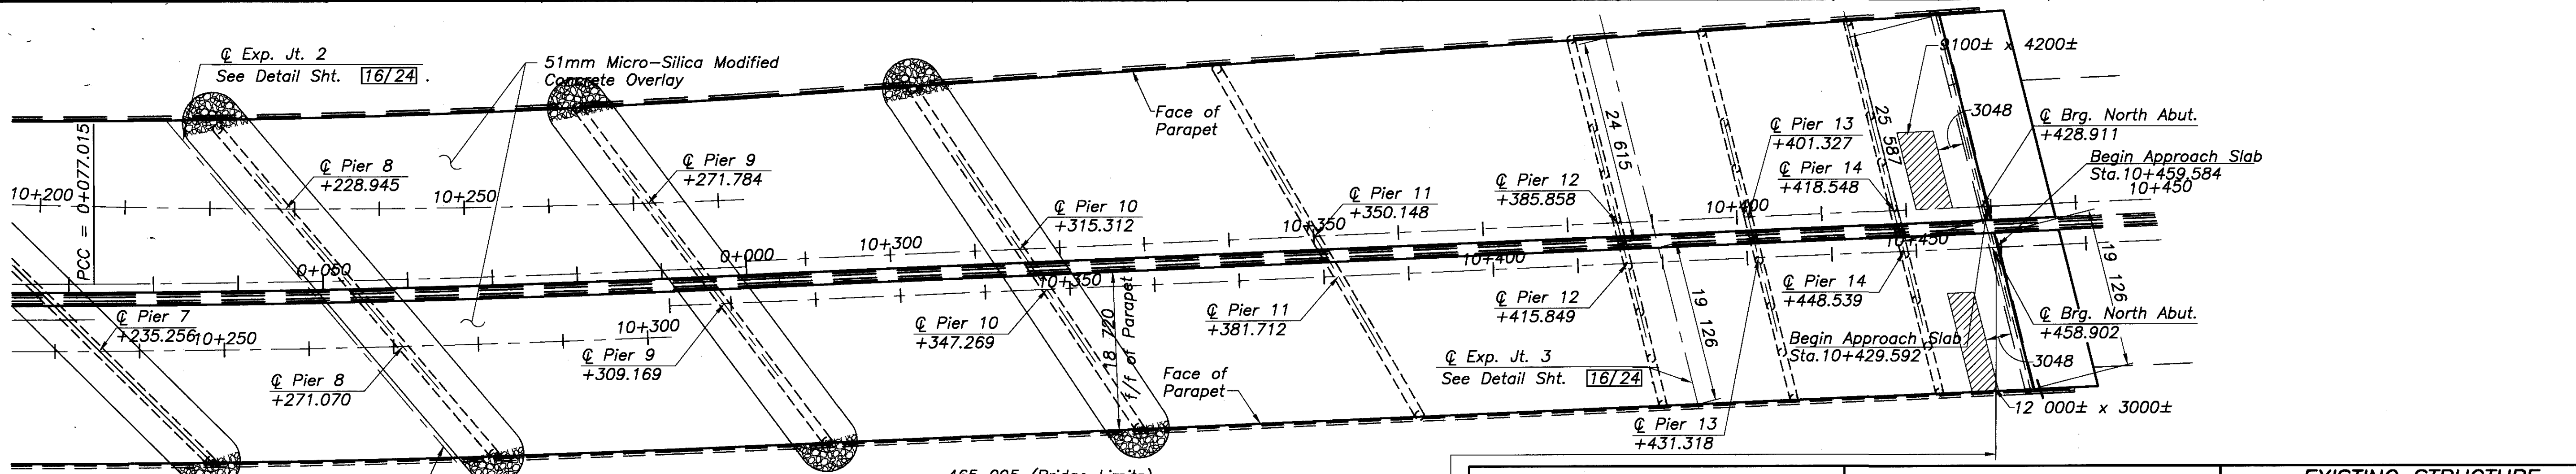 ℄ Exp. Jt. 2
See Detail Sht. 16/24 .
51mm Micro-Silica Modified
Concrete Overlay
Face of
Parapet
9100± x 4200±
3048
℄ Brg. North Abut.
+428.911
Begin Approach Slab
Sta.10+459.584
10+450
PCC = 0+077.015
10+200
℄ Pier 8
+228.945
10+250
℄ Pier 9
+271.784
℄ Pier 10
+315.312
10+350
℄ Pier 11
+350.148
24 615
℄ Pier 12
+385.858
10+400
℄ Pier 13
+401.327
℄ Pier 14
+418.548
25 587
0+050
0+000
10+300
10+350
10+400
10+450
℄ Pier 7
+235.256
10+250
℄ Pier 8
+271.070
10+300
℄ Pier 9
+309.169
℄ Pier 10
+347.269
18 720
f/f of Parapet
℄ Pier 11
+381.712
Face of
Parapet
℄ Pier 12
+415.849
19 126
℄ Exp. Jt. 3
See Detail Sht. 16/24
℄ Pier 13
+431.318
℄ Pier 14
+448.539
Begin Approach Slab
Sta.10+429.592
℄ Brg. North Abut.
+458.902
3048
19 126
12 000± x 3000±
465 005 (Bridge Limits)
EXISTING STRUCTURE